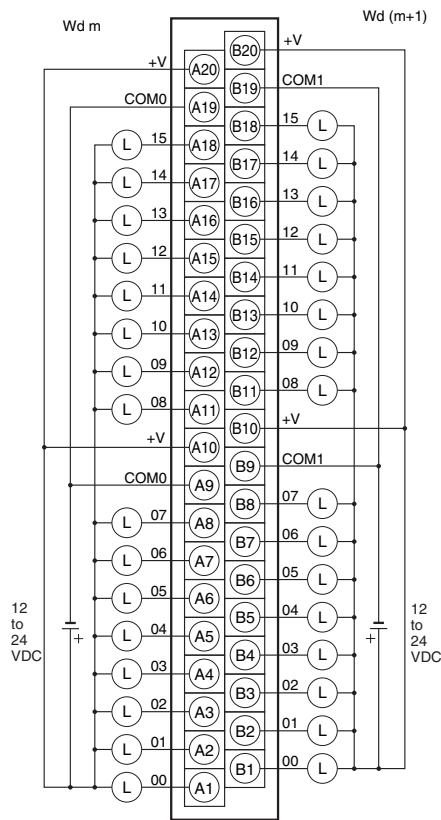 Wd m
Wd (m+1)
B20 +V
+V A20
B19 COM1
COM0 A19
B18 15 L
L 15 A18
B17 14 L
L 14 A17
B16 13 L
L 13 A16
B15 12 L
L 12 A15
B14 11 L
L 11 A14
B13 10 L
L 10 A13
B12 09 L
L 09 A12
B11 08 L
L 08 A11
B10 +V
+V A10
B9 COM1
COM0 A9
B8 07 L
L 07 A8
B7 06 L
L 06 A7
B6 05 L
L 05 A6
B5 04 L
L 04 A5
B4 03 L
L 03 A4
B3 02 L
L 02 A3
B2 01 L
L 01 A2
B1 00 L
L 00 A1
12
to
24
VDC
+
12
to
24
VDC
+